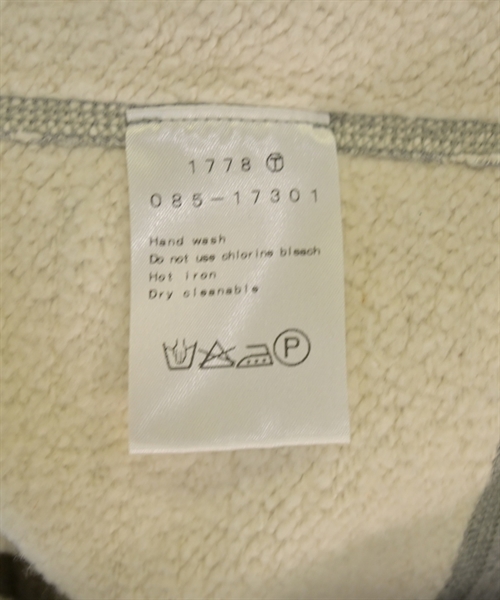 1778 Ⓣ
085-17301
Hand wash
Do not use chlorine bleach
Hot iron
Dry cleanable
P